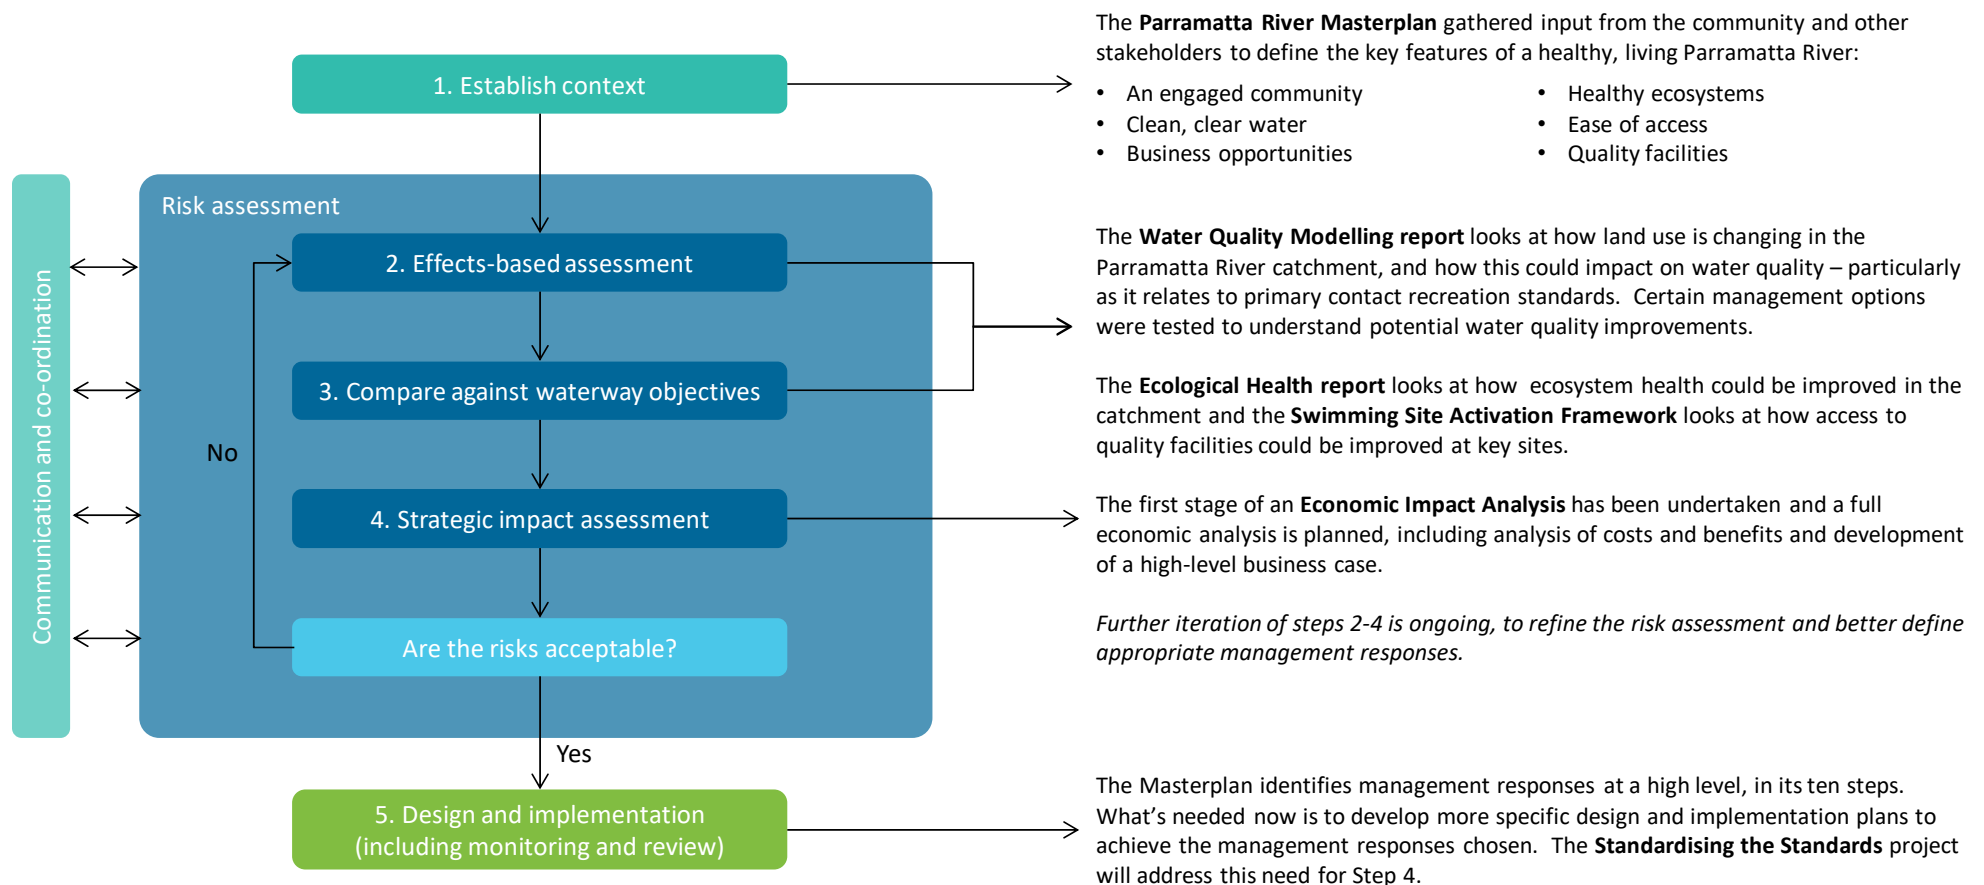 The Parramatta River Masterplan gathered input from the community and other
stakeholders to define the key features of a healthy, living Parramatta River:
• An engaged community
• Clean, clear water
• Business opportunities
• Healthy ecosystems
• Ease of access
• Quality facilities
1. Establish context
Communication and co-ordination
Risk assessment
2. Effects-based assessment
3. Compare against waterway objectives
4. Strategic impact assessment
Are the risks acceptable?
No
Yes
5. Design and implementation
(including monitoring and review)
The Water Quality Modelling report looks at how land use is changing in the
Parramatta River catchment, and how this could impact on water quality – particularly
as it relates to primary contact recreation standards. Certain management options
were tested to understand potential water quality improvements.
The Ecological Health report looks at how ecosystem health could be improved in the
catchment and the Swimming Site Activation Framework looks at how access to
quality facilities could be improved at key sites.
The first stage of an Economic Impact Analysis has been undertaken and a full
economic analysis is planned, including analysis of costs and benefits and development
of a high-level business case.
Further iteration of steps 2-4 is ongoing, to refine the risk assessment and better define
appropriate management responses.
The Masterplan identifies management responses at a high level, in its ten steps.
What's needed now is to develop more specific design and implementation plans to
achieve the management responses chosen. The Standardising the Standards project
will address this need for Step 4.